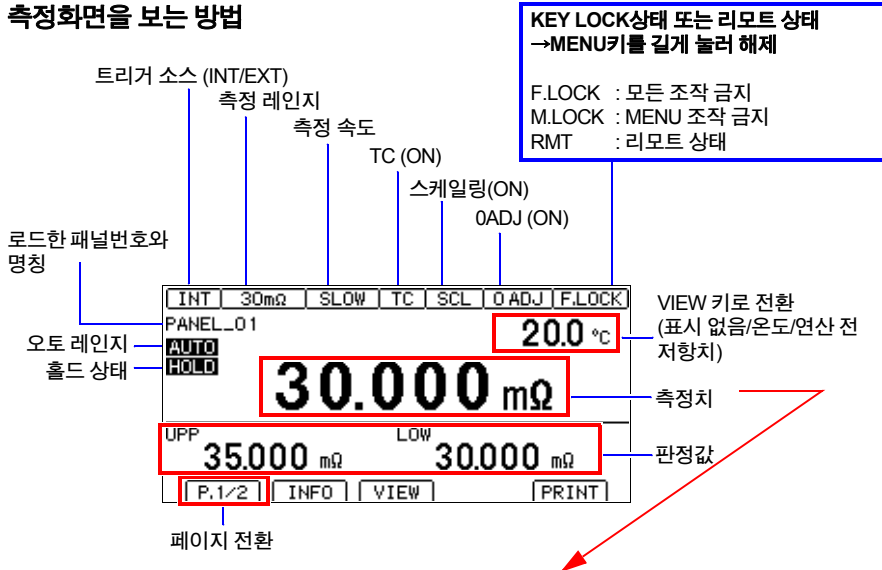 측정화면을 보는 방법
KEY LOCK상태 또는 리모트 상태
→MENU키를 길게 눌러 해제
F.LOCK : 모든 조작 금지
M.LOCK : MENU 조작 금지
RMT : 리모트 상태
트리거 소스 (INT/EXT)
측정 레인지
측정 속도
TC (ON)
스케일링(ON)
0ADJ (ON)
로드한 패널번호와
명칭
INT 30mΩ SLOW TC SCL 0 ADJ F.LOCK
PANEL_01
20.0 °C
VIEW 키로 전환
(표시 없음/온도/연산 전
저항치)
오토 레인지
AUTO
홀드 상태
HOLD
30.000 mΩ
측정치
UPP
35.000 mΩ
LOW
30.000 mΩ
판정값
P.1/2 INFO VIEW PRINT
페이지 전환